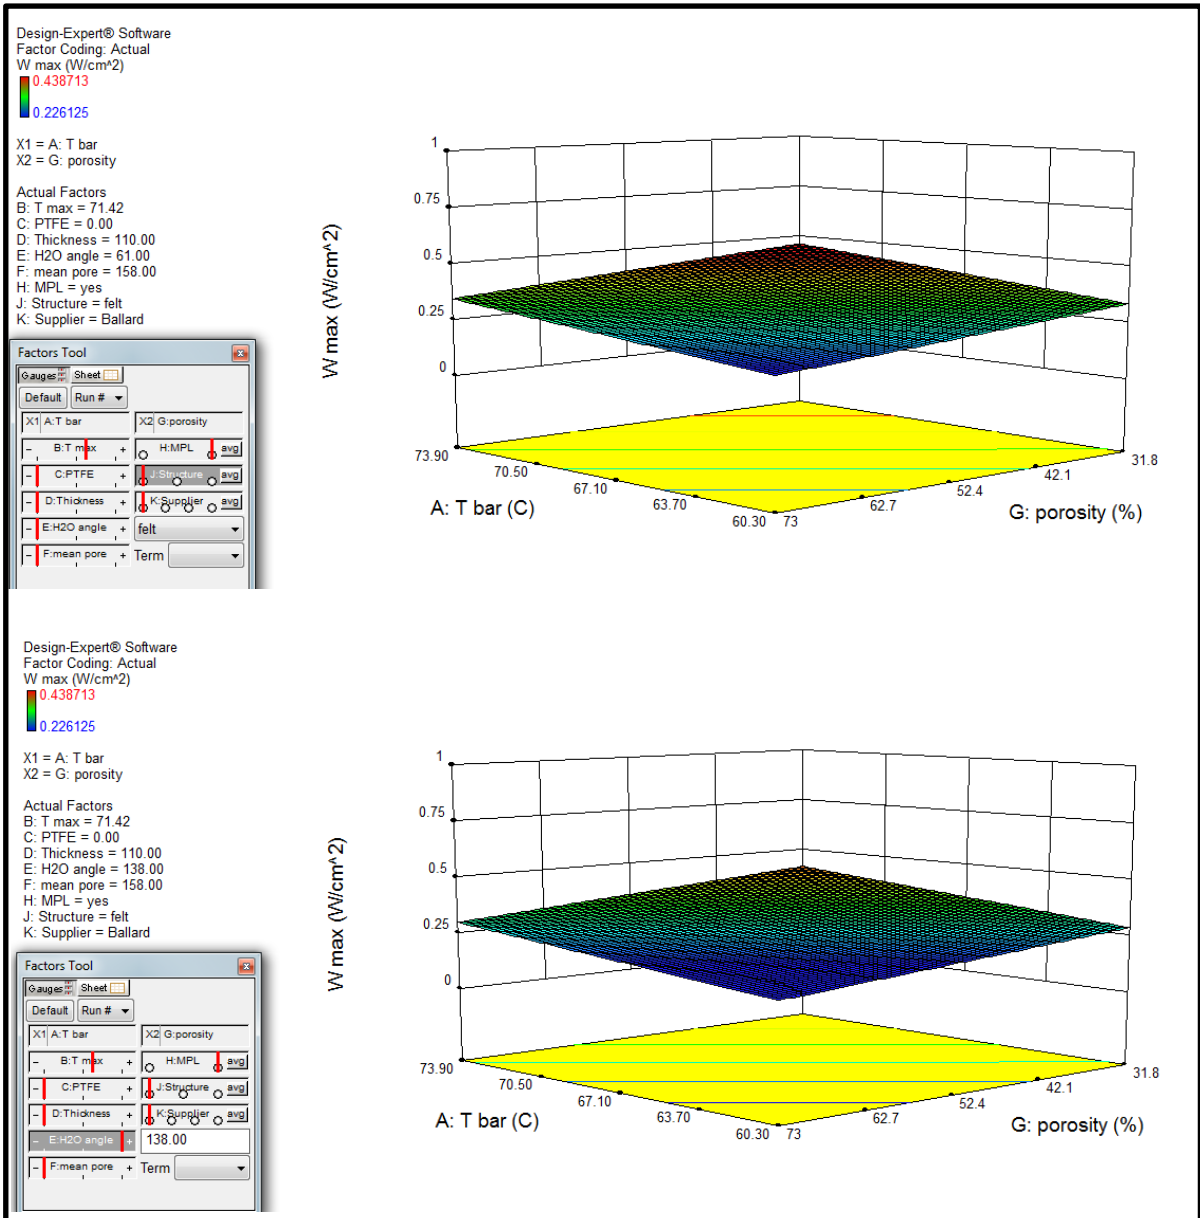 Design-Expert® Software
Factor Coding: Actual
W max (W/cm^2)
0.438713
0.226125
X1 = A: T bar
X2 = G: porosity
Actual Factors
B: T max = 71.42
C: PTFE = 0.00
D: Thickness = 110.00
E: H2O angle = 61.00
F: mean pore = 158.00
H: MPL = yes
J: Structure = felt
K: Supplier = Ballard
Factors Tool
Gauges Sheet
Default Run #
X1 A:T bar X2 G:porosity
- B:T max + H:MPL avg
- C:PTFE + J:Structure avg
- D:Thickness + K:Supplier avg
- E:H2O angle + felt
- F:mean pore + Term
1
0.75
0.5
0.25
0
W max (W/cm^2)
73.90
70.50
67.10
63.70
60.30
A: T bar (C)
73
62.7
52.4
42.1
31.8
G: porosity (%)
Design-Expert® Software
Factor Coding: Actual
W max (W/cm^2)
0.438713
0.226125
X1 = A: T bar
X2 = G: porosity
Actual Factors
B: T max = 71.42
C: PTFE = 0.00
D: Thickness = 110.00
E: H2O angle = 138.00
F: mean pore = 158.00
H: MPL = yes
J: Structure = felt
K: Supplier = Ballard
Factors Tool
Gauges Sheet
Default Run #
X1 A:T bar X2 G:porosity
- B:T max + H:MPL avg
- C:PTFE + J:Structure avg
- D:Thickness + K:Supplier avg
- E:H2O angle + 138.00
- F:mean pore + Term
1
0.75
0.5
0.25
0
W max (W/cm^2)
73.90
70.50
67.10
63.70
60.30
A: T bar (C)
73
62.7
52.4
42.1
31.8
G: porosity (%)